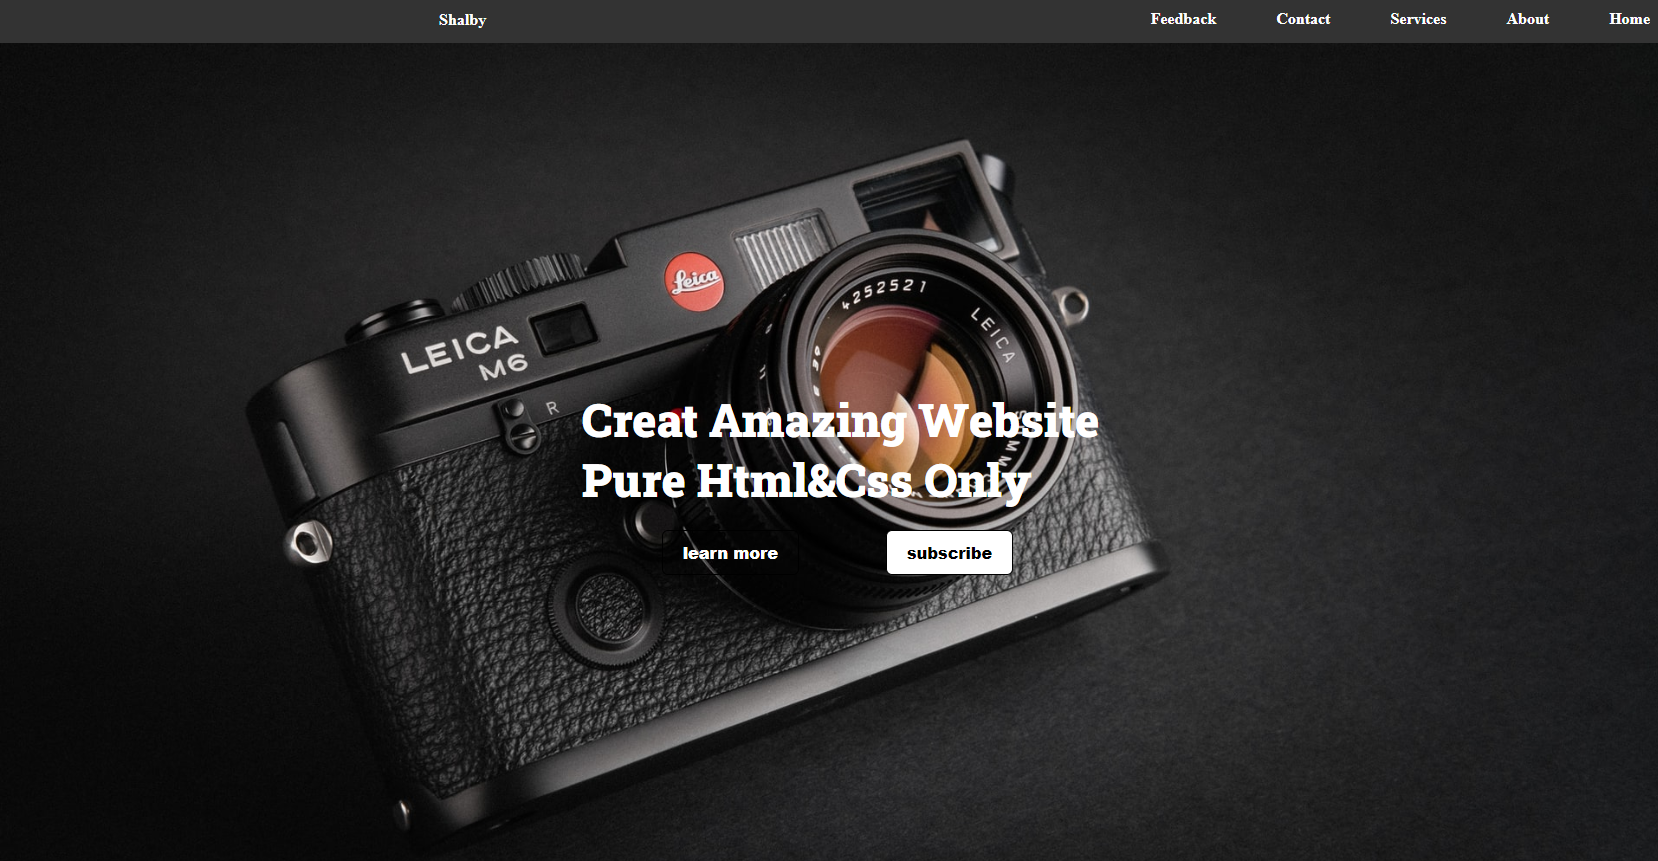 Shalby
Feedback Contact Services About Home
Leica
LEICA
M6
R
4252521
LEICA
Creat Amazing Website
Pure Html&Css Only
learn more
subscribe